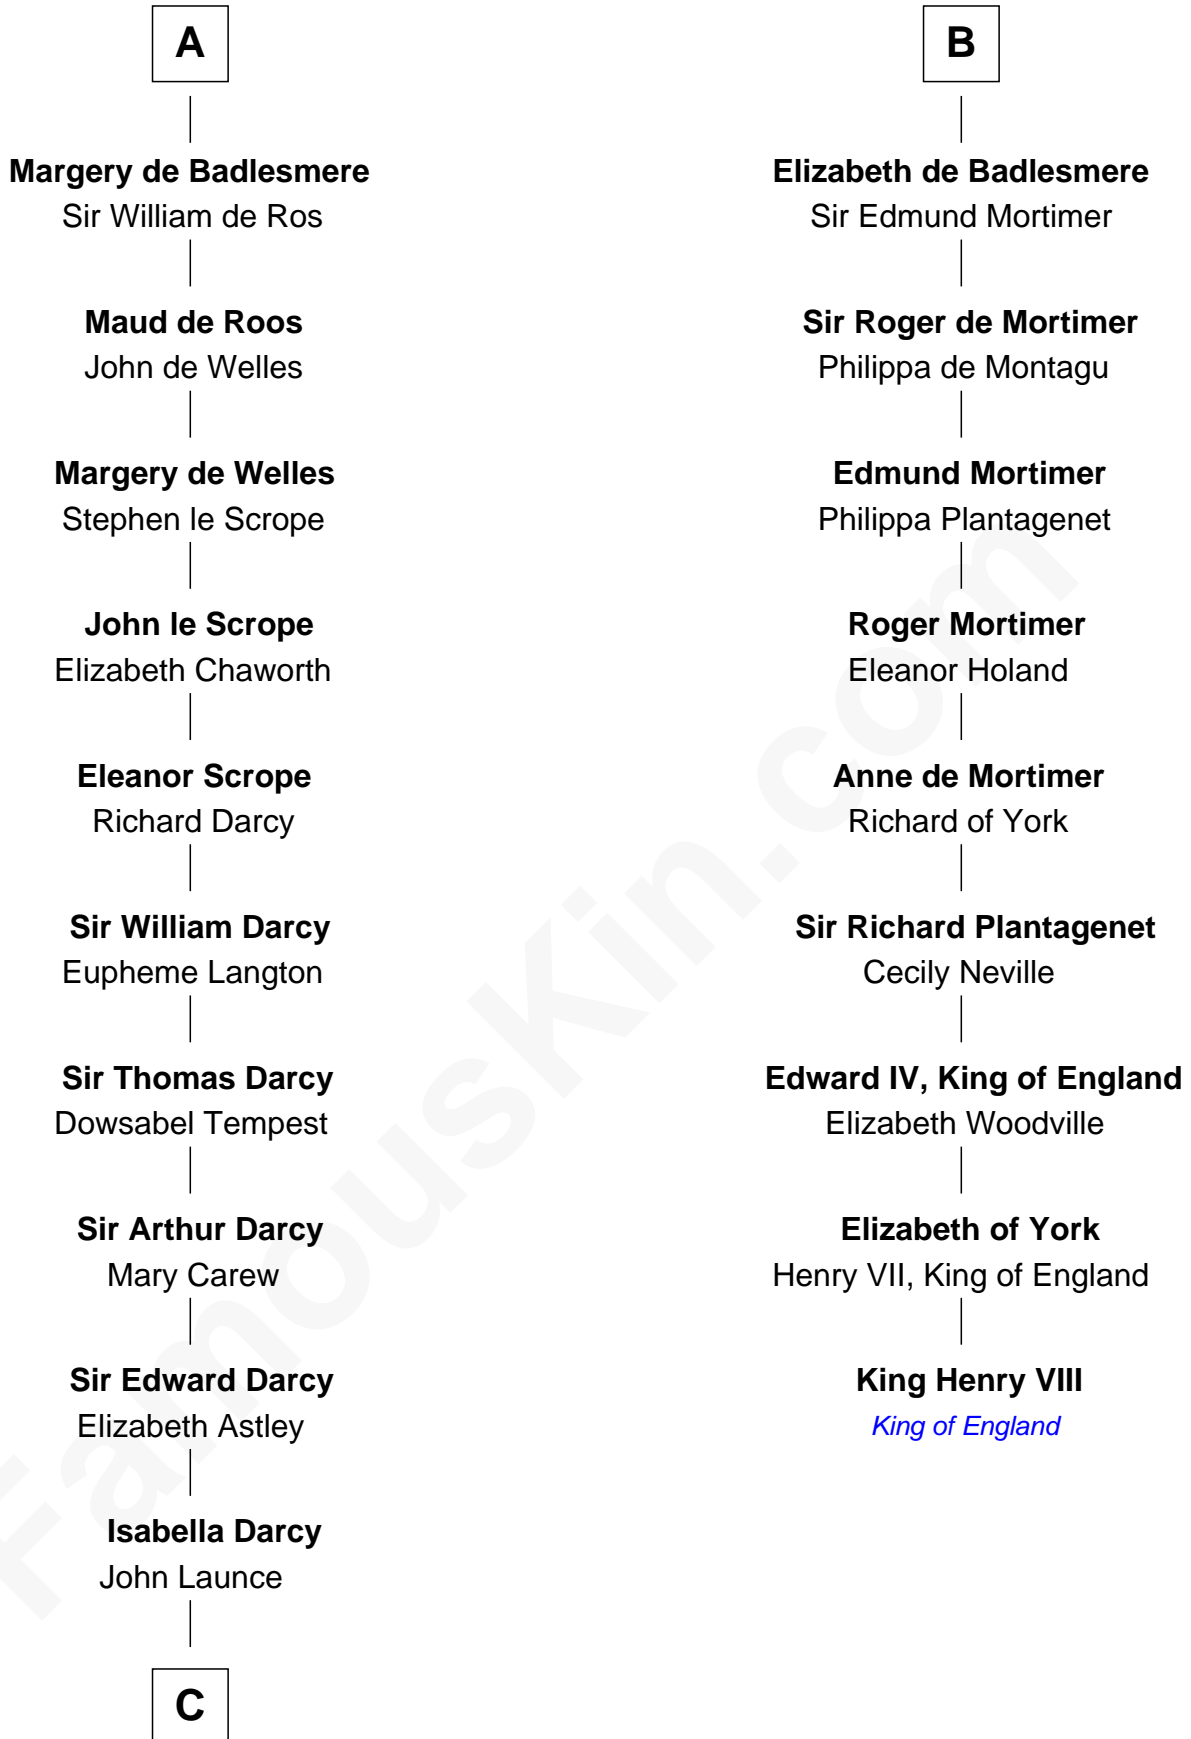 A
Margery de Badlesmere
Sir William de Ros
Maud de Roos
John de Welles
Margery de Welles
Stephen le Scrope
John le Scrope
Elizabeth Chaworth
Eleanor Scrope
Richard Darcy
Sir William Darcy
Eupheme Langton
Sir Thomas Darcy
Dowsabel Tempest
Sir Arthur Darcy
Mary Carew
Sir Edward Darcy
Elizabeth Astley
Isabella Darcy
John Launce
C
B
Elizabeth de Badlesmere
Sir Edmund Mortimer
Sir Roger de Mortimer
Philippa de Montagu
Edmund Mortimer
Philippa Plantagenet
Roger Mortimer
Eleanor Holand
Anne de Mortimer
Richard of York
Sir Richard Plantagenet
Cecily Neville
Edward IV, King of England
Elizabeth Woodville
Elizabeth of York
Henry VII, King of England
King Henry VIII
King of England
FamousKin.com